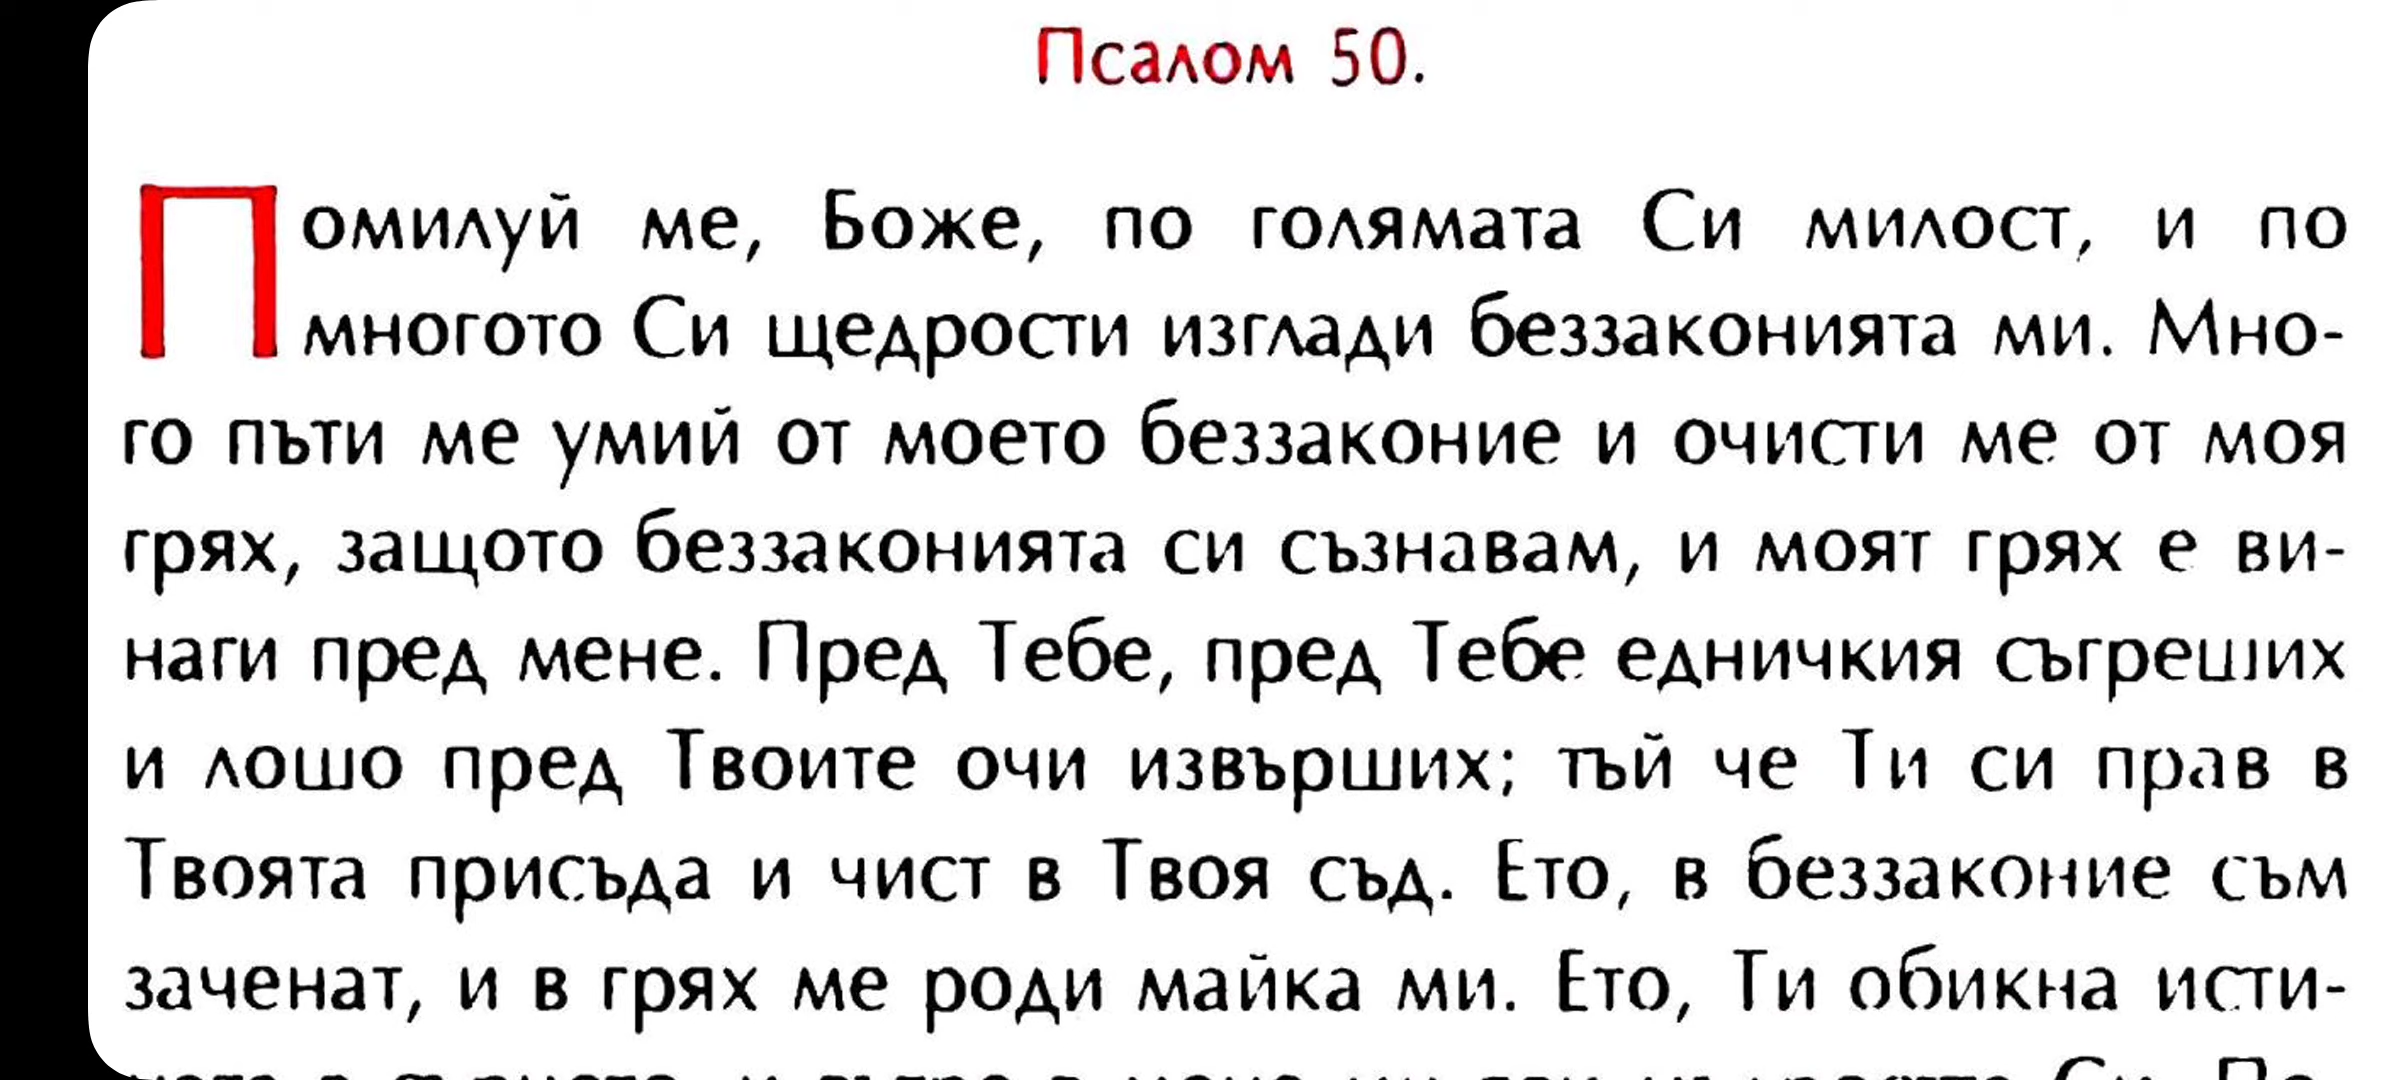 Псалом 50.
Помилуй ме, Боже, по голямата Си милост, и по
многото Си щедрости изглади беззаконията ми. Мно-
го пъти ме умий от моето беззаконие и очисти ме от моя
грях, защото беззаконията си съзнавам, и моят грях е ви-
наги пред мене. Пред Тебе, пред Тебе едничкия съгреших
и лошо пред Твоите очи извърших; тъй че Ти си прав в
Твоята присъда и чист в Твоя съд. Ето, в беззаконие съм
заченат, и в грях ме роди майка ми. Ето, Ти обикна исти-